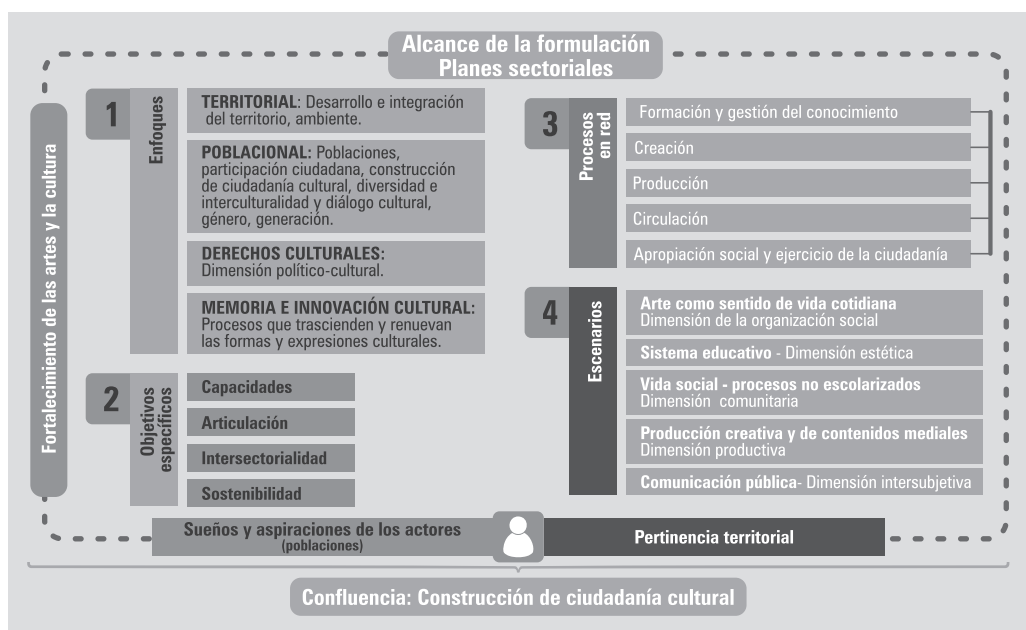 Alcance de la formulación
Planes sectoriales
Fortalecimiento de las artes y la cultura
1
Enfoques
TERRITORIAL: Desarrollo e integración
del territorio, ambiente.
POBLACIONAL: Poblaciones,
participación ciudadana, construcción
de ciudadanía cultural, diversidad e
interculturalidad y diálogo cultural,
género, generación.
DERECHOS CULTURALES:
Dimensión político-cultural.
MEMORIA E INNOVACIÓN CULTURAL:
Procesos que trascienden y renuevan
las formas y expresiones culturales.
2
Objetivos
específicos
Capacidades
Articulación
Intersectorialidad
Sostenibilidad
3
Procesos
en red
Formación y gestión del conocimiento
Creación
Producción
Circulación
Apropiación social y ejercicio de la ciudadanía
4
Escenarios
Arte como sentido de vida cotidiana
Dimensión de la organización social
Sistema educativo - Dimensión estética
Vida social - procesos no escolarizados
Dimensión comunitaria
Producción creativa y de contenidos mediales
Dimensión productiva
Comunicación pública- Dimensión intersubjetiva
Sueños y aspiraciones de los actores
(poblaciones)
Pertinencia territorial
Confluencia: Construcción de ciudadanía cultural